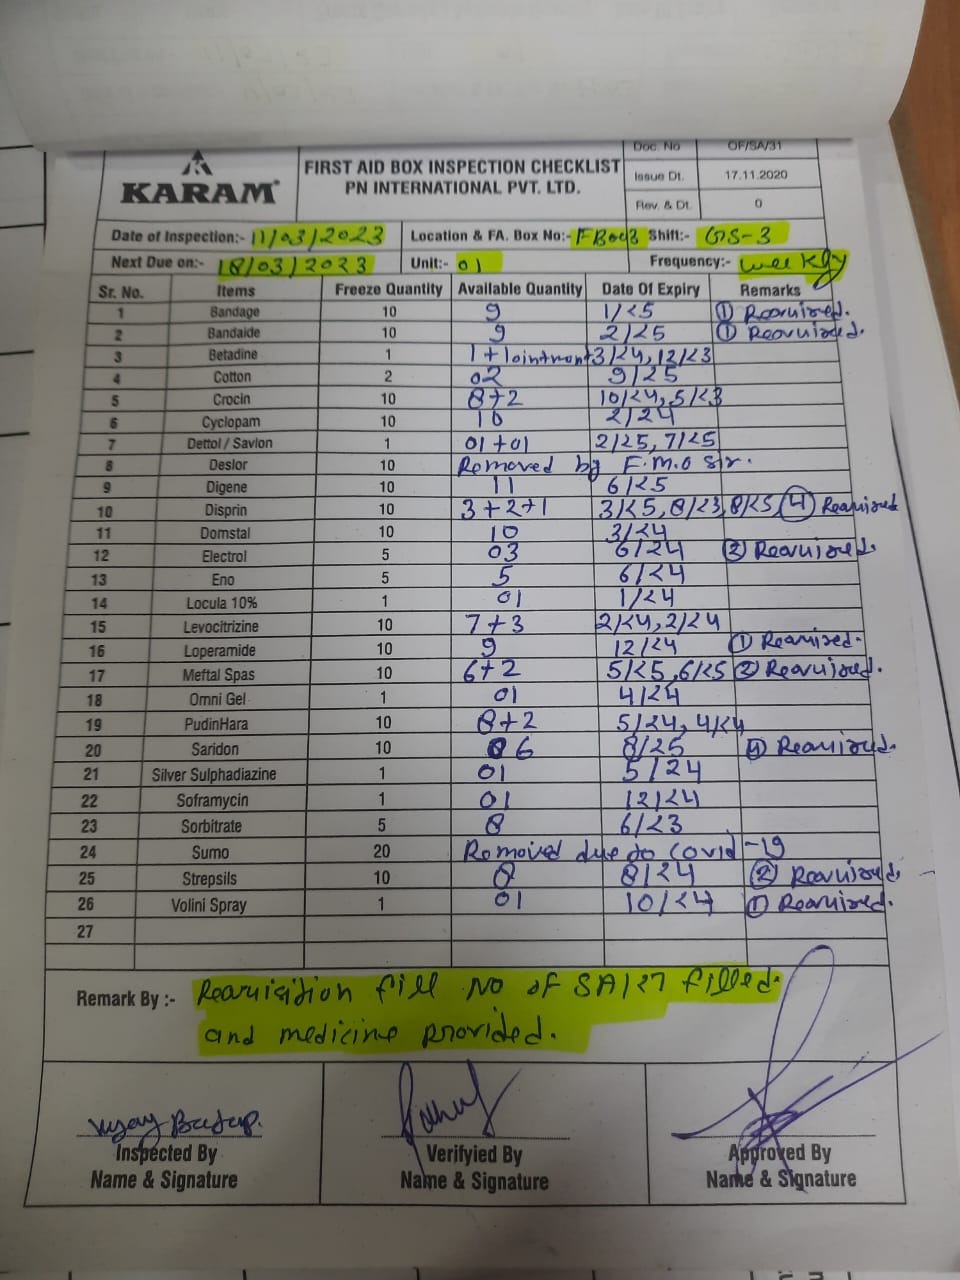 KARAM
FIRST AID BOX INSPECTION CHECKLIST
PN INTERNATIONAL PVT. LTD.
Doc. No OF/SA/31
Issue Dt. 17.11.2020
Rev. & Dt. 0
Date of Inspection:- 11/03/2023 Location & FA. Box No:- FB003 Shift:- GS-3
Next Due on:- 18/03/2023 Unit:- 01 Frequency:- weekly
Sr. No. Items Freeze Quantity Available Quantity Date Of Expiry Remarks
1 Bandage 10 9 1/25 ① Reqruired.
2 Bandaide 10 9 2/25 ① Reqruired.
3 Betadine 1 1+1ointment 3/24, 12/23
4 Cotton 2 02 9/25
5 Crocin 10 8+2 10/24, 5/23
6 Cyclopam 10 10 2/24
7 Dettol / Savlon 1 01+01 2/25, 7/25
8 Deslor 10 Removed by F.M.O Sir.
9 Digene 10 11 6/25
10 Disprin 10 3+2+1 3/25, 8/23, 8/25 ④ Reqruired
11 Domstal 10 10 3/24
12 Electrol 5 03 6/24 ② Reqruired.
13 Eno 5 5 6/24
14 Locula 10% 1 01 1/24
15 Levocitrizine 10 7+3 2/24, 2/24
16 Loperamide 10 9 12/24 ① Reqruired.
17 Meftal Spas 10 6+2 5/25, 6/25 ② Reqruired.
18 Omni Gel 1 01 4/24
19 PudinHara 10 8+2 5/24, 4/24
20 Saridon 10 06 8/25 ④ Reqruired.
21 Silver Sulphadiazine 1 01 5/24
22 Soframycin 1 01 12/24
23 Sorbitrate 5 8 6/23
24 Sumo 20 Removed due to Covid-19
25 Strepsils 10 8 8/24 ② Reqruired.
26 Volini Spray 1 01 10/24 ① Reqruired.
27
Remark By :- Reqruisition fill No of SA/27 filled.
and medicine provided.
Vijay
Inspected By Verifyied By Approved By
Name & Signature Name & Signature Name & Signature